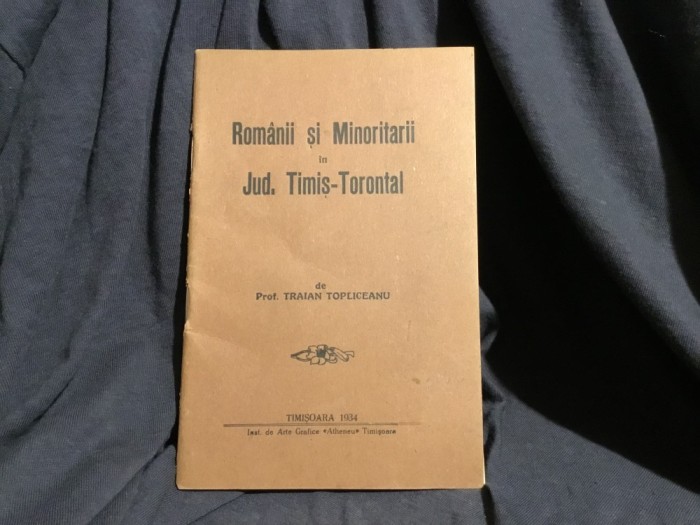 Românii și Minoritarii
în
Jud. Timiș-Torontal
de
Prof. TRAIAN TOPLICEANU
TIMIȘOARA 1934
Inst. de Arte Grafice «Atheneu» Timișoara